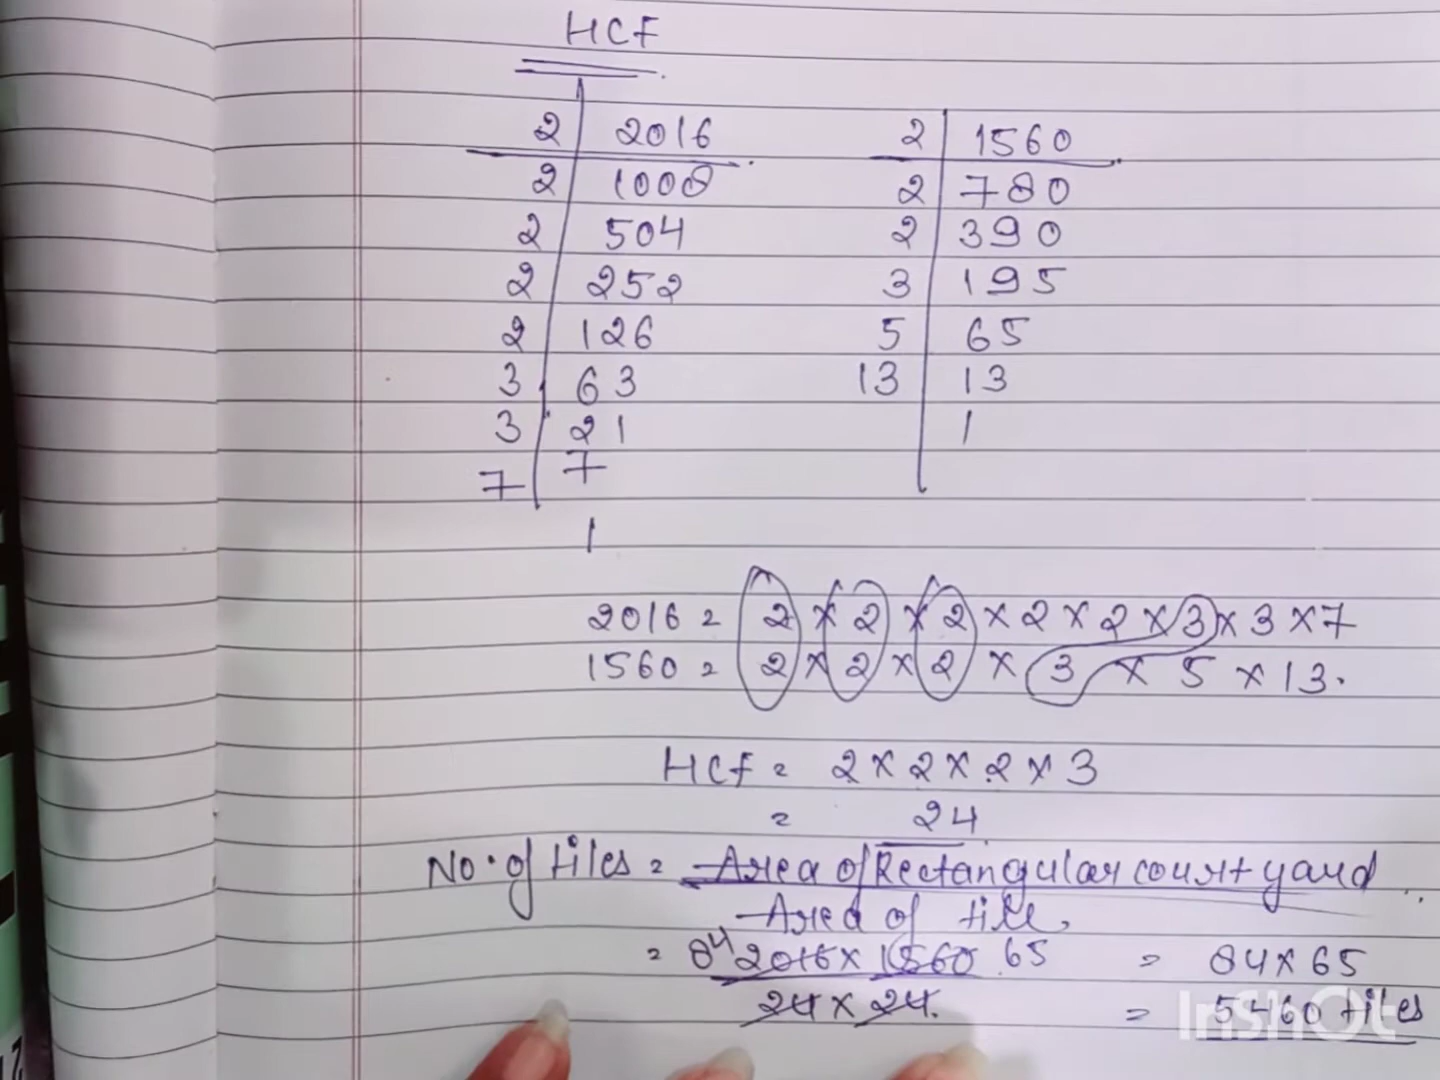 HCF
2 | 2016
2 | 1008
2 | 504
2 | 252
2 | 126
3 | 63
3 | 21
7 | 7
1
2 | 1560
2 | 780
2 | 390
3 | 195
5 | 65
13 | 13
1
2016 = 2 × 2 × 2 × 2 × 2 × 3 × 3 × 7
1560 = 2 × 2 × 2 × 3 × 5 × 13.
HCF = 2 × 2 × 2 × 3
= 24
No. of tiles = Area of Rectangular courtyard
Area of tile
= 84 2016 × 1560 65 = 84 × 65
24 × 24 = 5460 tiles
InShot